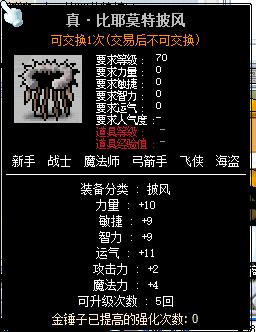 真·比耶莫特披风
可交换1次(交易后不可交换)
要求等级: 70
要求力量: 0
要求敏捷: 0
要求智力: 0
要求运气: 0
要求人气度: -
道具等级: -
道具经验值: -
新手 战士 魔法师 弓箭手 飞侠 海盗
装备分类 : 披风
力量 : +10
敏捷 : +9
智力 : +9
运气 : +11
攻击力 : +2
魔法力 : +4
可升级次数 : 5回
金锤子已提高的强化次数: 0